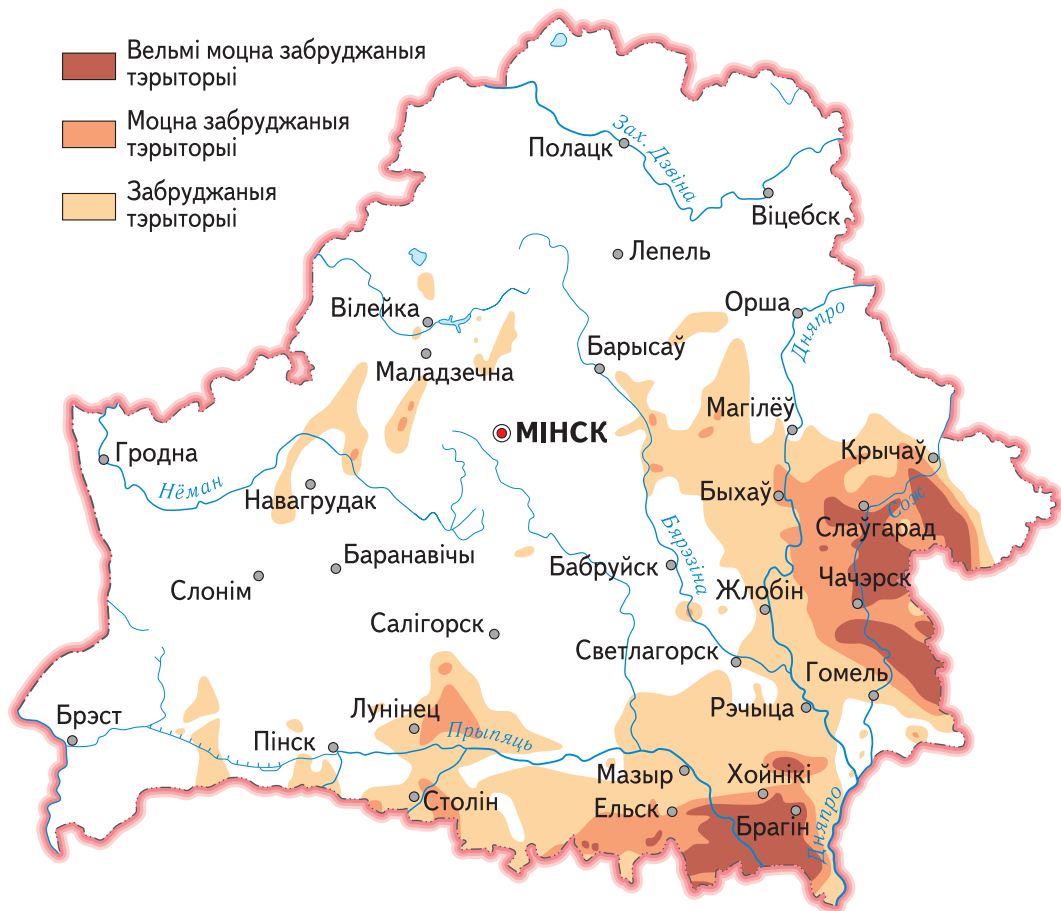 Вельмі моцна забруджаныя
тэрыторыі
Моцна забруджаныя
тэрыторыі
Забруджаныя
тэрыторыі
Зах. Дзвіна
Полацк
Віцебск
Лепель
Вілейка
Орша
Дняпро
Барысаў
Маладзечна
Магілёў
МІНСК
Крычаў
Гродна
Нёман
Навагрудак
Быхаў
Сож
Слаўгарад
Бярэзіна
Баранавічы
Бабруйск
Слонім
Жлобін
Чачэрск
Салігорск
Светлагорск
Гомель
Брэст
Лунінец
Рэчыца
Пінск
Прыпяць
Мазыр
Хойнікі
Столін
Ельск
Брагін
Дняпро